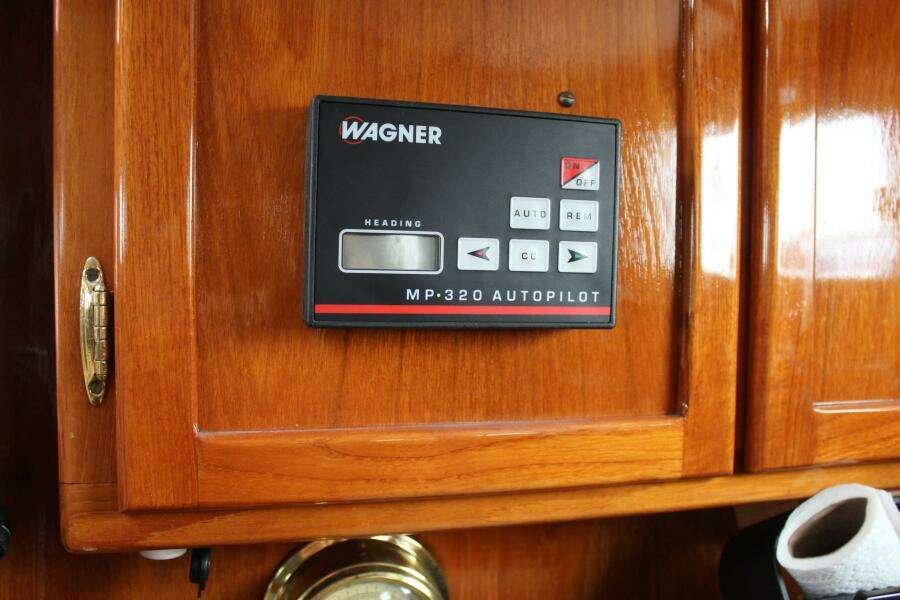 WAGNER
ON
OFF
AUTO REM
HEADING
CC
MP•320 AUTOPILOT